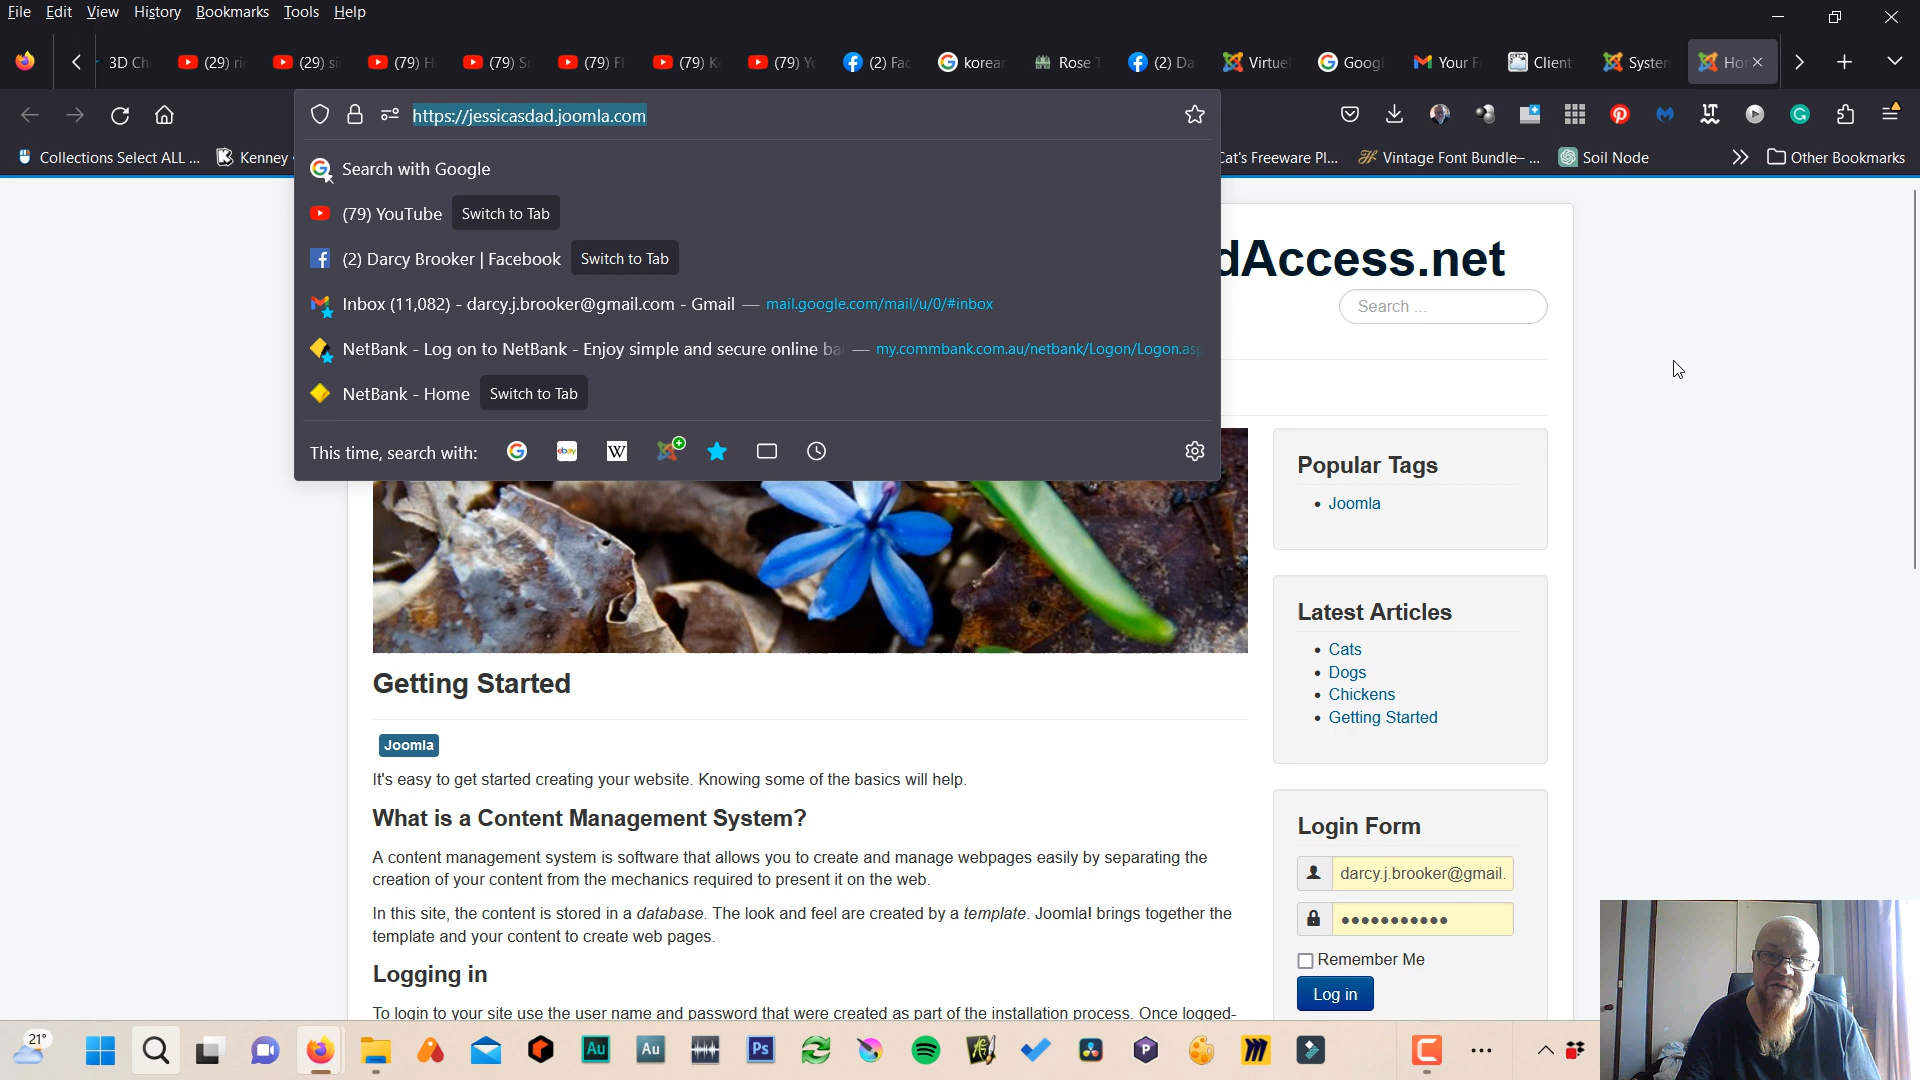 File Edit View History Bookmarks Tools Help
3D Ch (29) ri (29) si (79) H (79) S (79) Fl (79) K (79) Yo (2) Fac korear Rose T (2) Da Virtue Googl Your F Client System Hor
https://jessicasdad.joomla.com
Collections Select ALL ... Kenney Cat's Freeware Pl... Vintage Font Bundle– ... Soil Node Other Bookmarks
Search with Google
(79) YouTube Switch to Tab
(2) Darcy Brooker | Facebook Switch to Tab
Inbox (11,082) - darcy.j.brooker@gmail.com - Gmail — mail.google.com/mail/u/0/#inbox
NetBank - Log on to NetBank - Enjoy simple and secure online ba — my.commbank.com.au/netbank/Logon/Logon.asp
NetBank - Home Switch to Tab
This time, search with:
dAccess.net
Search ...
Popular Tags
Joomla
Latest Articles
Cats
Dogs
Chickens
Getting Started
Login Form
darcy.j.brooker@gmail.
Remember Me
Log in
Getting Started
Joomla
It's easy to get started creating your website. Knowing some of the basics will help.
What is a Content Management System?
A content management system is software that allows you to create and manage webpages easily by separating the
creation of your content from the mechanics required to present it on the web.
In this site, the content is stored in a database. The look and feel are created by a template. Joomla! brings together the
template and your content to create web pages.
Logging in
To login to your site use the user name and password that were created as part of the installation process. Once logged-
21°
Au
Au
Ps